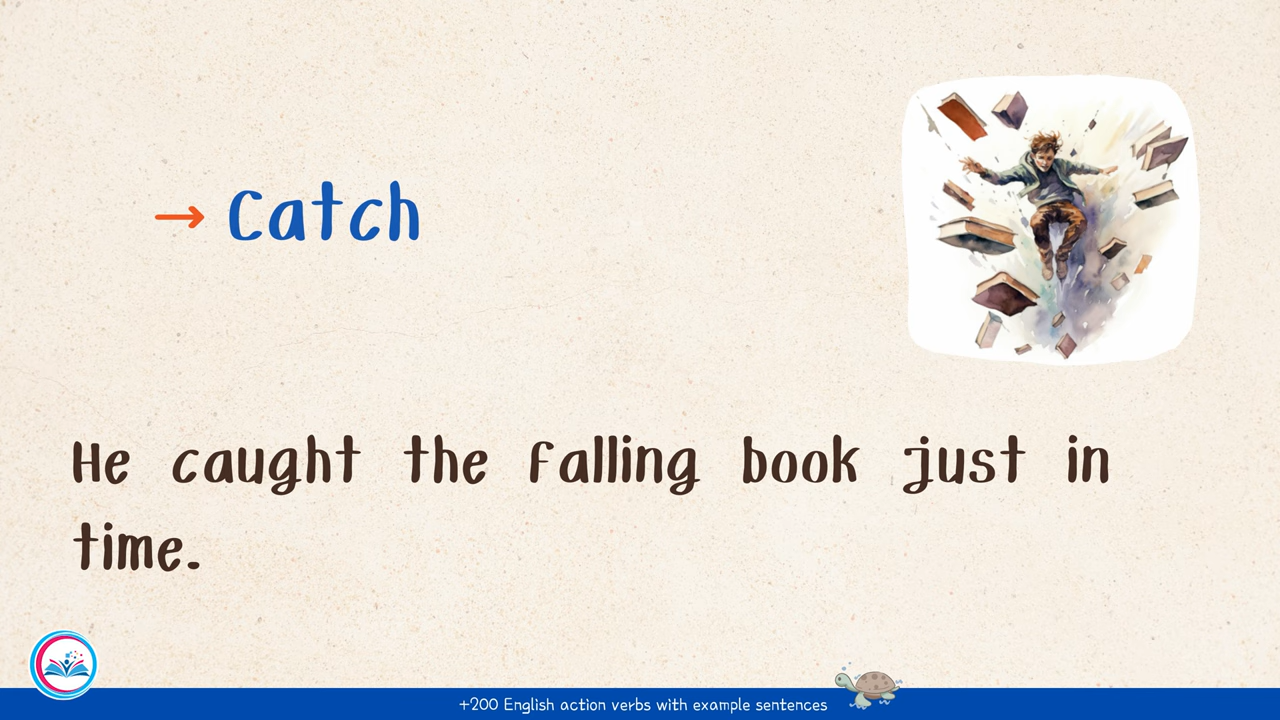 → Catch
He caught the falling book just in
time.
+200 English action verbs with example sentences